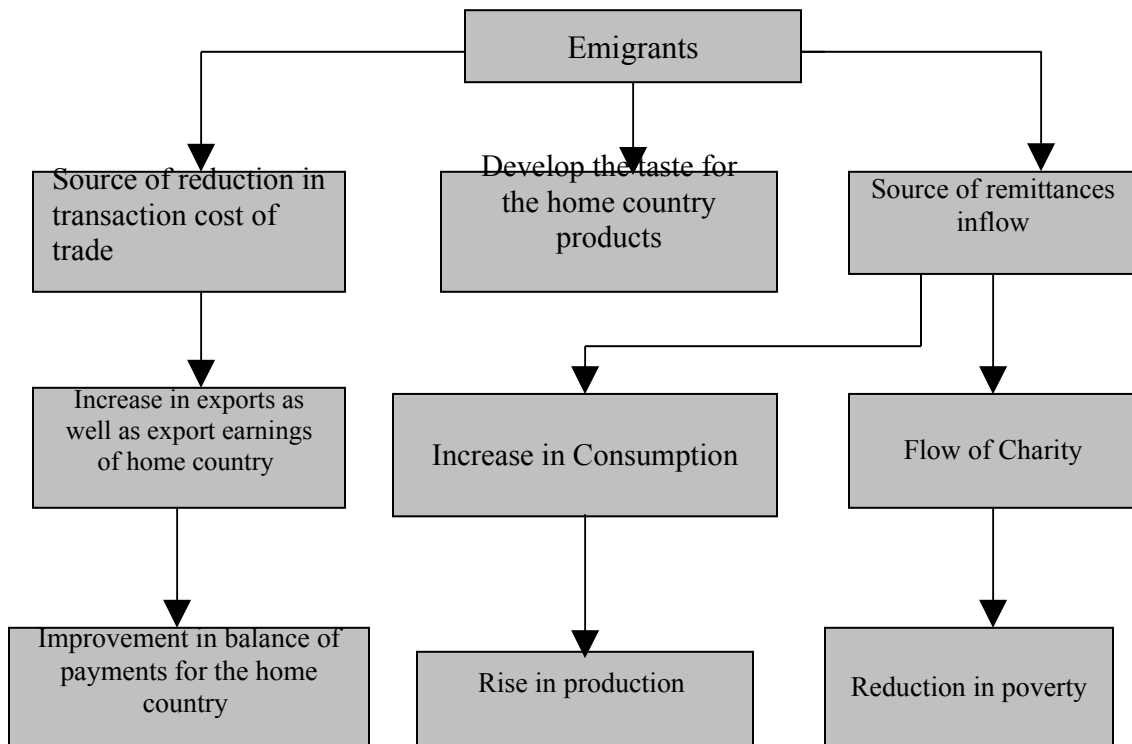 Emigrants
Source of reduction in
transaction cost of
trade
Develop the taste for
the home country
products
Source of remittances
inflow
Increase in exports as
well as export earnings
of home country
Increase in Consumption
Flow of Charity
Improvement in balance of
payments for the home
country
Rise in production
Reduction in poverty